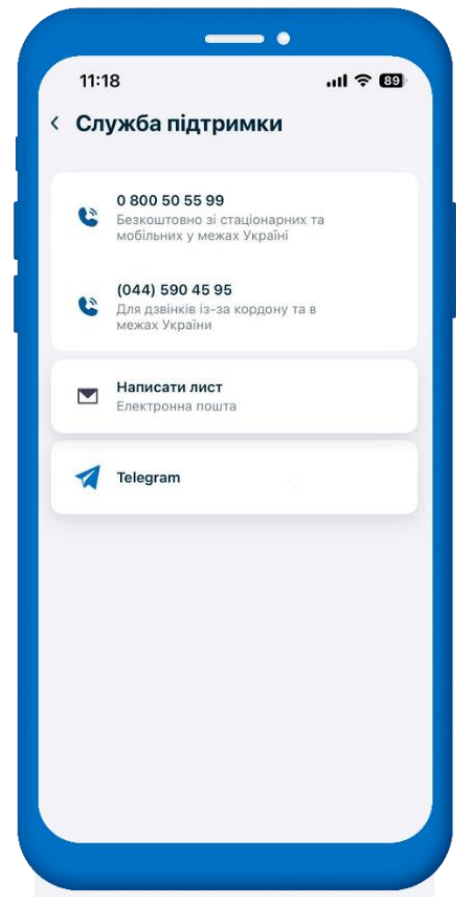 11:18
89
Служба підтримки
0 800 50 55 99
Безкоштовно зі стаціонарних та
мобільних у межах Україні
(044) 590 45 95
Для дзвінків із-за кордону та в
межах України
Написати лист
Електронна пошта
Telegram